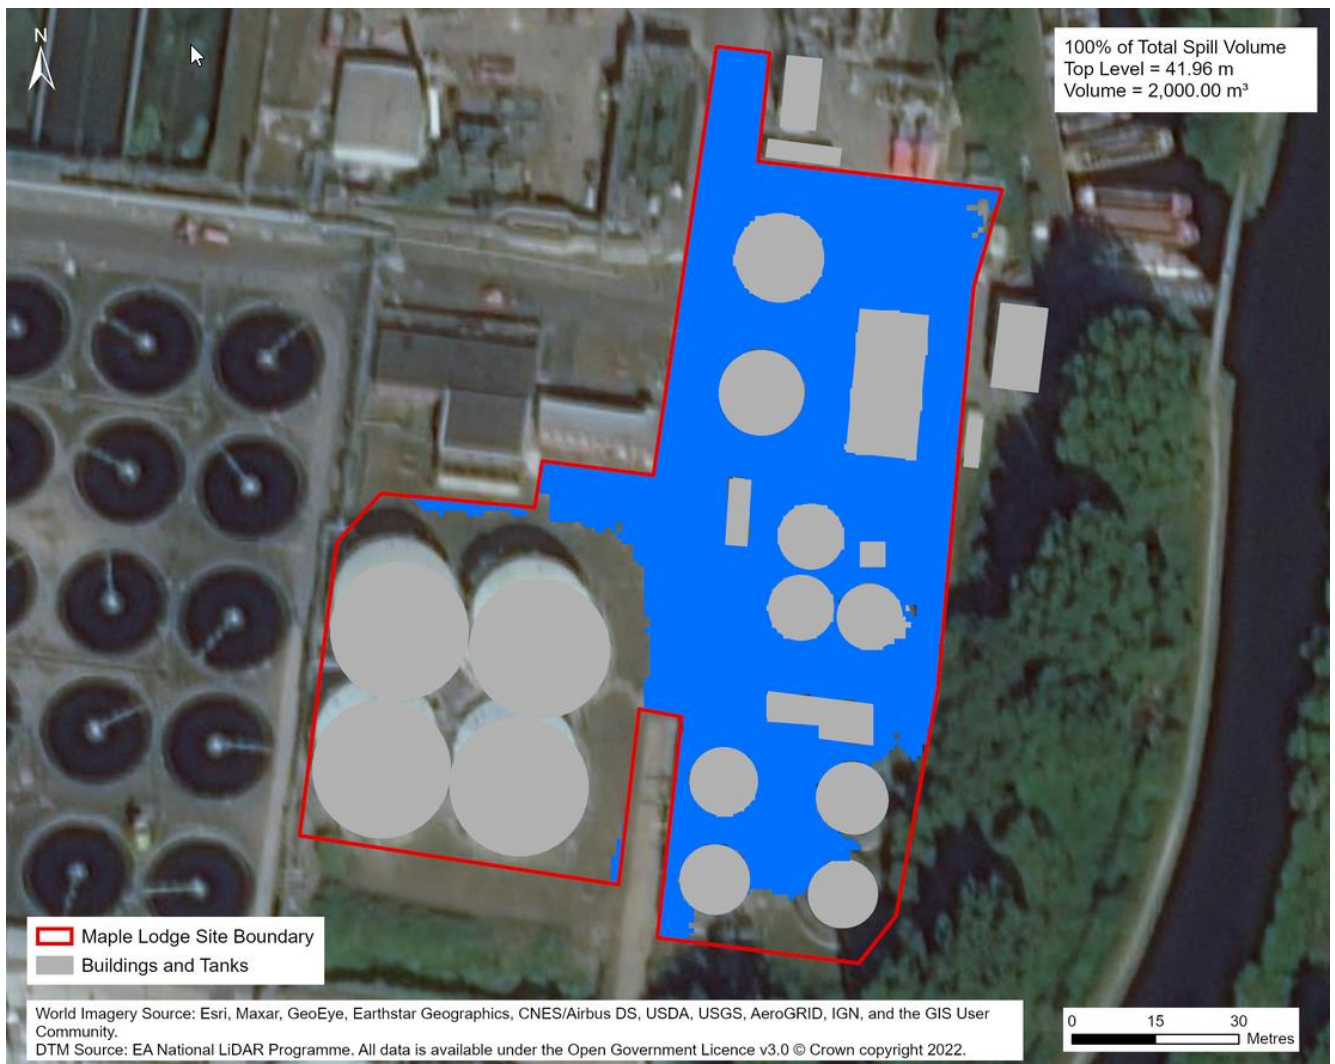 N
100% of Total Spill Volume
Top Level = 41.96 m
Volume = 2,000.00 m³
Maple Lodge Site Boundary
Buildings and Tanks
World Imagery Source: Esri, Maxar, GeoEye, Earthstar Geographics, CNES/Airbus DS, USDA, USGS, AeroGRID, IGN, and the GIS User
Community.
DTM Source: EA National LiDAR Programme. All data is available under the Open Government Licence v3.0 © Crown copyright 2022.
0 15 30
Metres